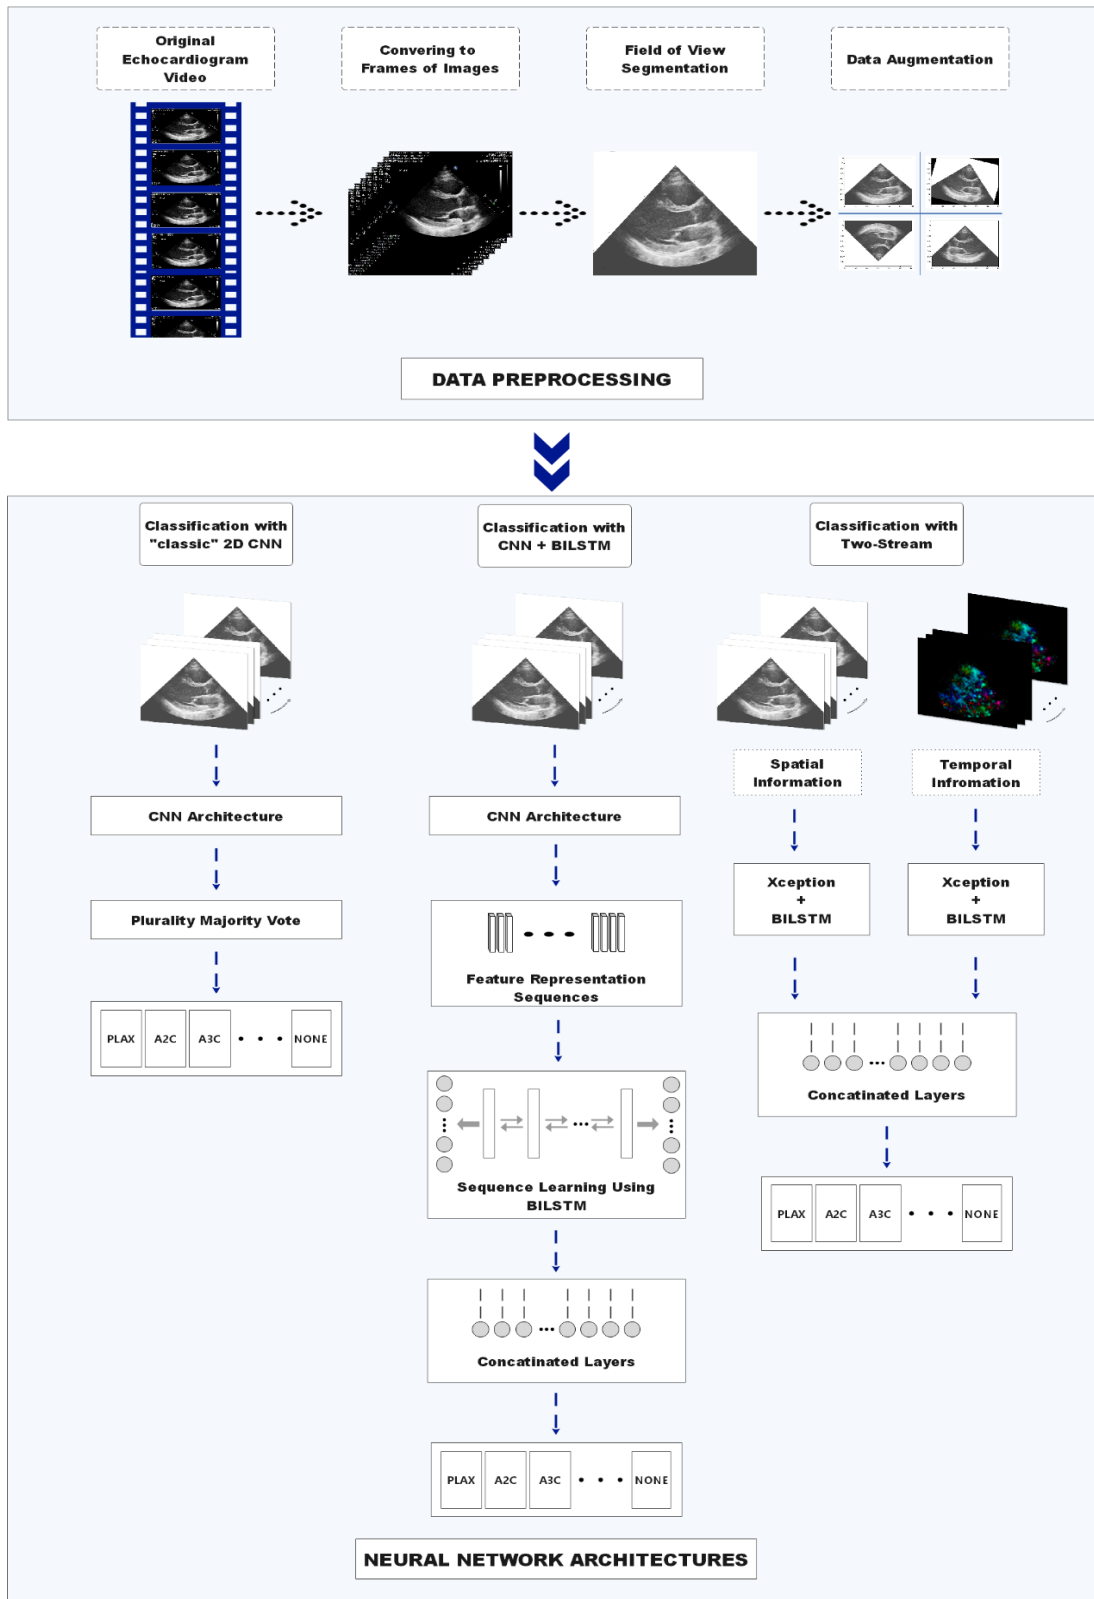 Original
Echocardiogram
Video
Convering to
Frames of Images
Field of View
Segmentation
Data Augmentation
DATA PREPROCESSING
Classification with
"classic" 2D CNN
CNN Architecture
Plurality Majority Vote
PLAX A2C A3C • • • NONE
Classification with
CNN + BILSTM
CNN Architecture
Feature Representation
Sequences
Sequence Learning Using
BILSTM
Concatinated Layers
PLAX A2C A3C • • • NONE
Classification with
Two-Stream
Spatial
Information
Temporal
Infromation
Xception
+
BILSTM
Xception
+
BILSTM
Concatinated Layers
PLAX A2C A3C • • • NONE
NEURAL NETWORK ARCHITECTURES